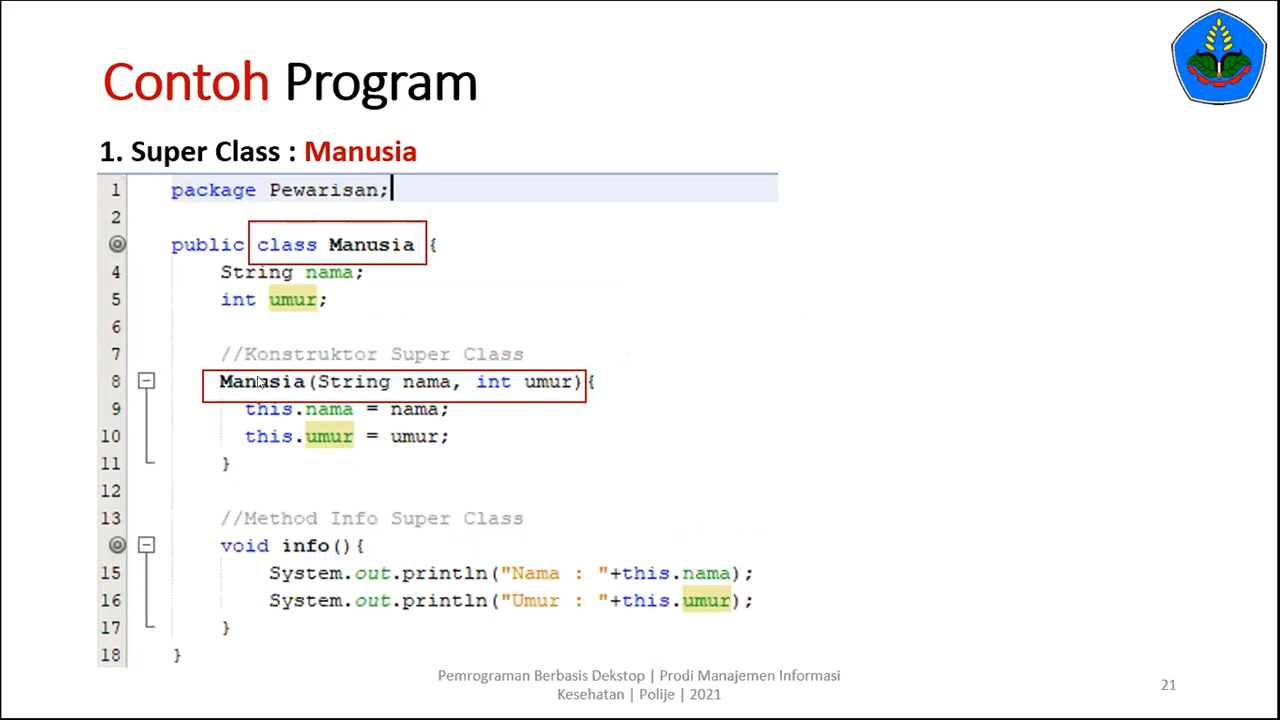 Contoh Program
1. Super Class : Manusia
1 package Pewarisan;
2
public class Manusia {
4 String nama;
5 int umur;
6
7 //Konstruktor Super Class
8 Manusia(String nama, int umur){
9 this.nama = nama;
10 this.umur = umur;
11 }
12
13 //Method Info Super Class
void info(){
15 System.out.println("Nama : "+this.nama);
16 System.out.println("Umur : "+this.umur);
17 }
18 }
Pemrograman Berbasis Dekstop | Prodi Manajemen Informasi
Kesehatan | Polije | 2021
21